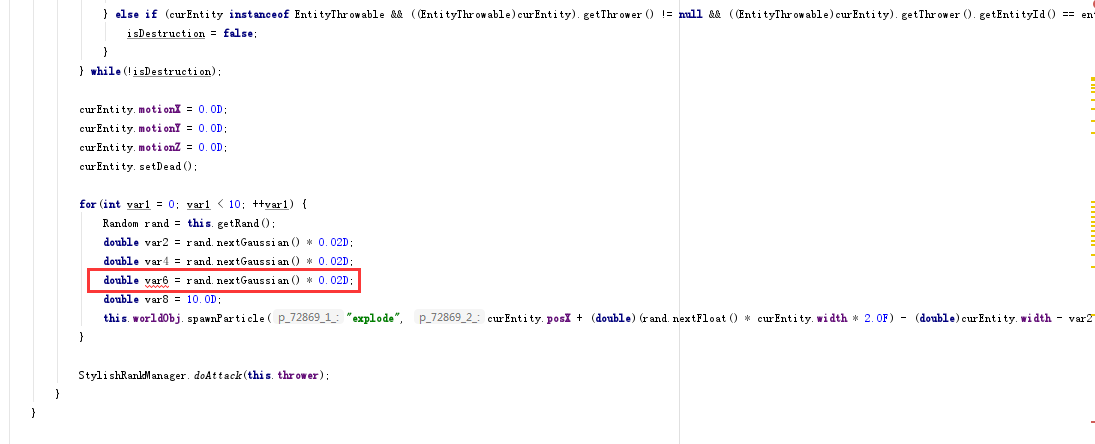 } else if (curEntity instanceof EntityThrowable && ((EntityThrowable)curEntity).getThrower() != null && ((EntityThrowable)curEntity).getThrower().getEntityId() == ent
isDestruction = false;
}
} while(!isDestruction);
curEntity.motionX = 0.0D;
curEntity.motionY = 0.0D;
curEntity.motionZ = 0.0D;
curEntity.setDead();
for(int var1 = 0; var1 < 10; ++var1) {
Random rand = this.getRand();
double var2 = rand.nextGaussian() * 0.02D;
double var4 = rand.nextGaussian() * 0.02D;
double var6 = rand.nextGaussian() * 0.02D;
double var8 = 10.0D;
this.worldObj.spawnParticle( p_72869_1_: "explode", p_72869_2_: curEntity.posX + (double)(rand.nextFloat() * curEntity.width * 2.0F) - (double)curEntity.width - var2
}
StylishRankManager.doAttack(this.thrower);
}
}